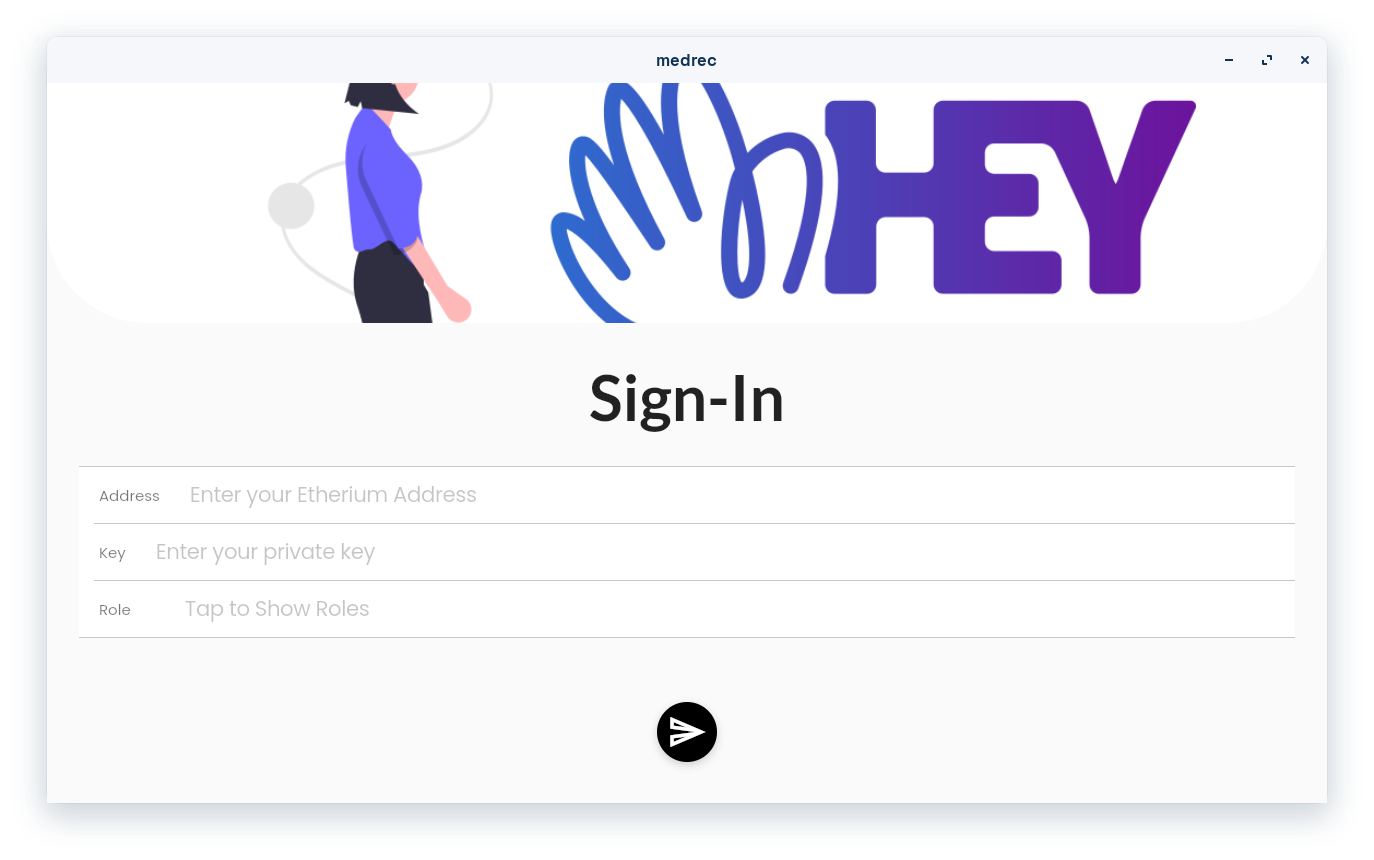 medrec
HEY
Sign-In
Address Enter your Etherium Address
Key Enter your private key
Role Tap to Show Roles